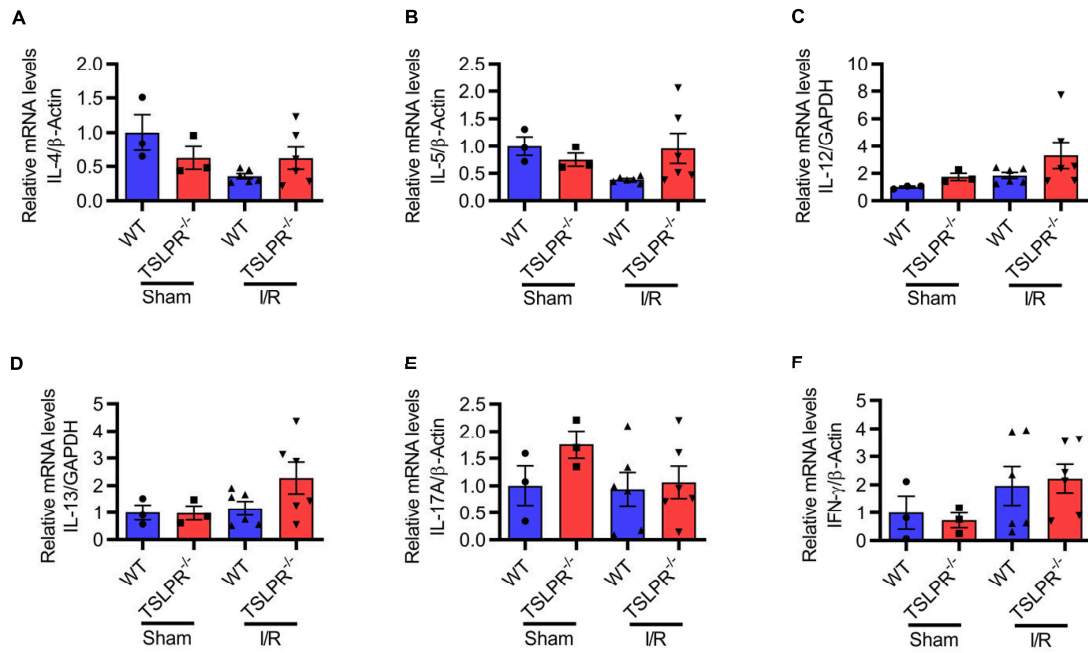 A
Relative mRNA levels
IL-4/β-Actin
2.0
1.5
1.0
0.5
0.0
WT
TSLPR-/-
WT
TSLPR-/-
Sham
I/R
B
Relative mRNA levels
IL-5/β-Actin
2.5
2.0
1.5
1.0
0.5
0.0
WT
TSLPR-/-
WT
TSLPR-/-
Sham
I/R
C
Relative mRNA levels
IL-12/GAPDH
10
8
6
4
2
0
WT
TSLPR-/-
WT
TSLPR-/-
Sham
I/R
D
Relative mRNA levels
IL-13/GAPDH
5
4
3
2
1
0
WT
TSLPR-/-
WT
TSLPR-/-
Sham
I/R
E
Relative mRNA levels
IL-17A/β-Actin
2.5
2.0
1.5
1.0
0.5
0.0
WT
TSLPR-/-
WT
TSLPR-/-
Sham
I/R
F
Relative mRNA levels
IFN-γ/β-Actin
5
4
3
2
1
0
WT
TSLPR-/-
WT
TSLPR-/-
Sham
I/R